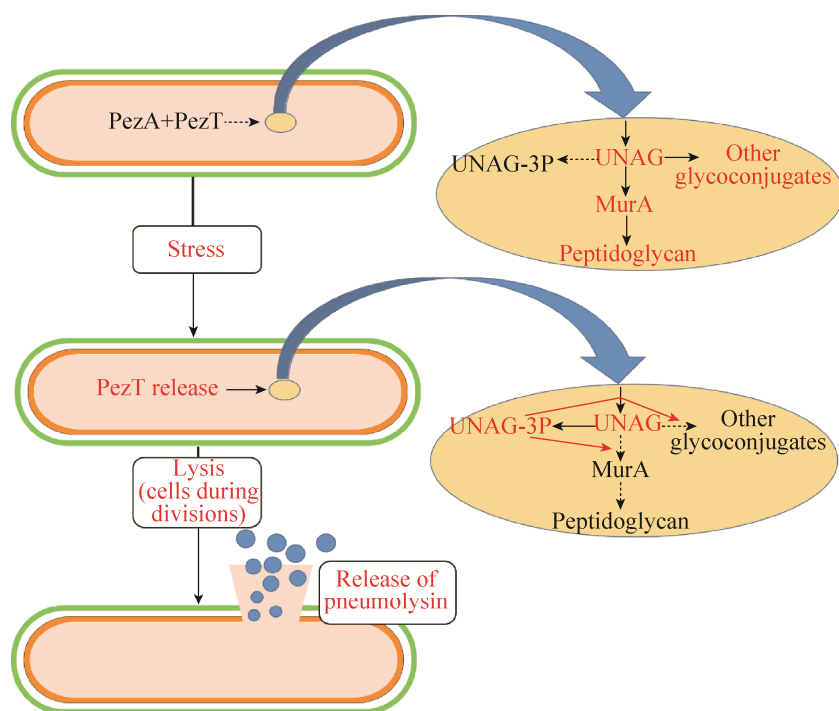 PezA+PezT
UNAG-3P
UNAG
Other
glycoconjugates
MurA
Peptidoglycan
Stress
PezT release
UNAG-3P
UNAG
Other
glycoconjugates
MurA
Peptidoglycan
Lysis
(cells during
divisions)
Release of
pneumolysin